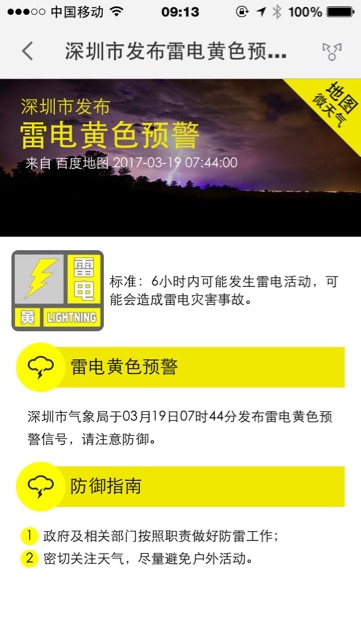 中国移动 09:13 100%
深圳市发布雷电黄色预...
深圳市发布
雷电黄色预警
来自 百度地图 2017-03-19 07:44:00
地图
微天气
雷电
黄 LIGHTNING
标准：6小时内可能发生雷电活动，可
能会造成雷电灾害事故。
雷电黄色预警
深圳市气象局于03月19日07时44分发布雷电黄色预
警信号，请注意防御。
防御指南
1 政府及相关部门按照职责做好防雷工作；
2 密切关注天气，尽量避免户外活动。